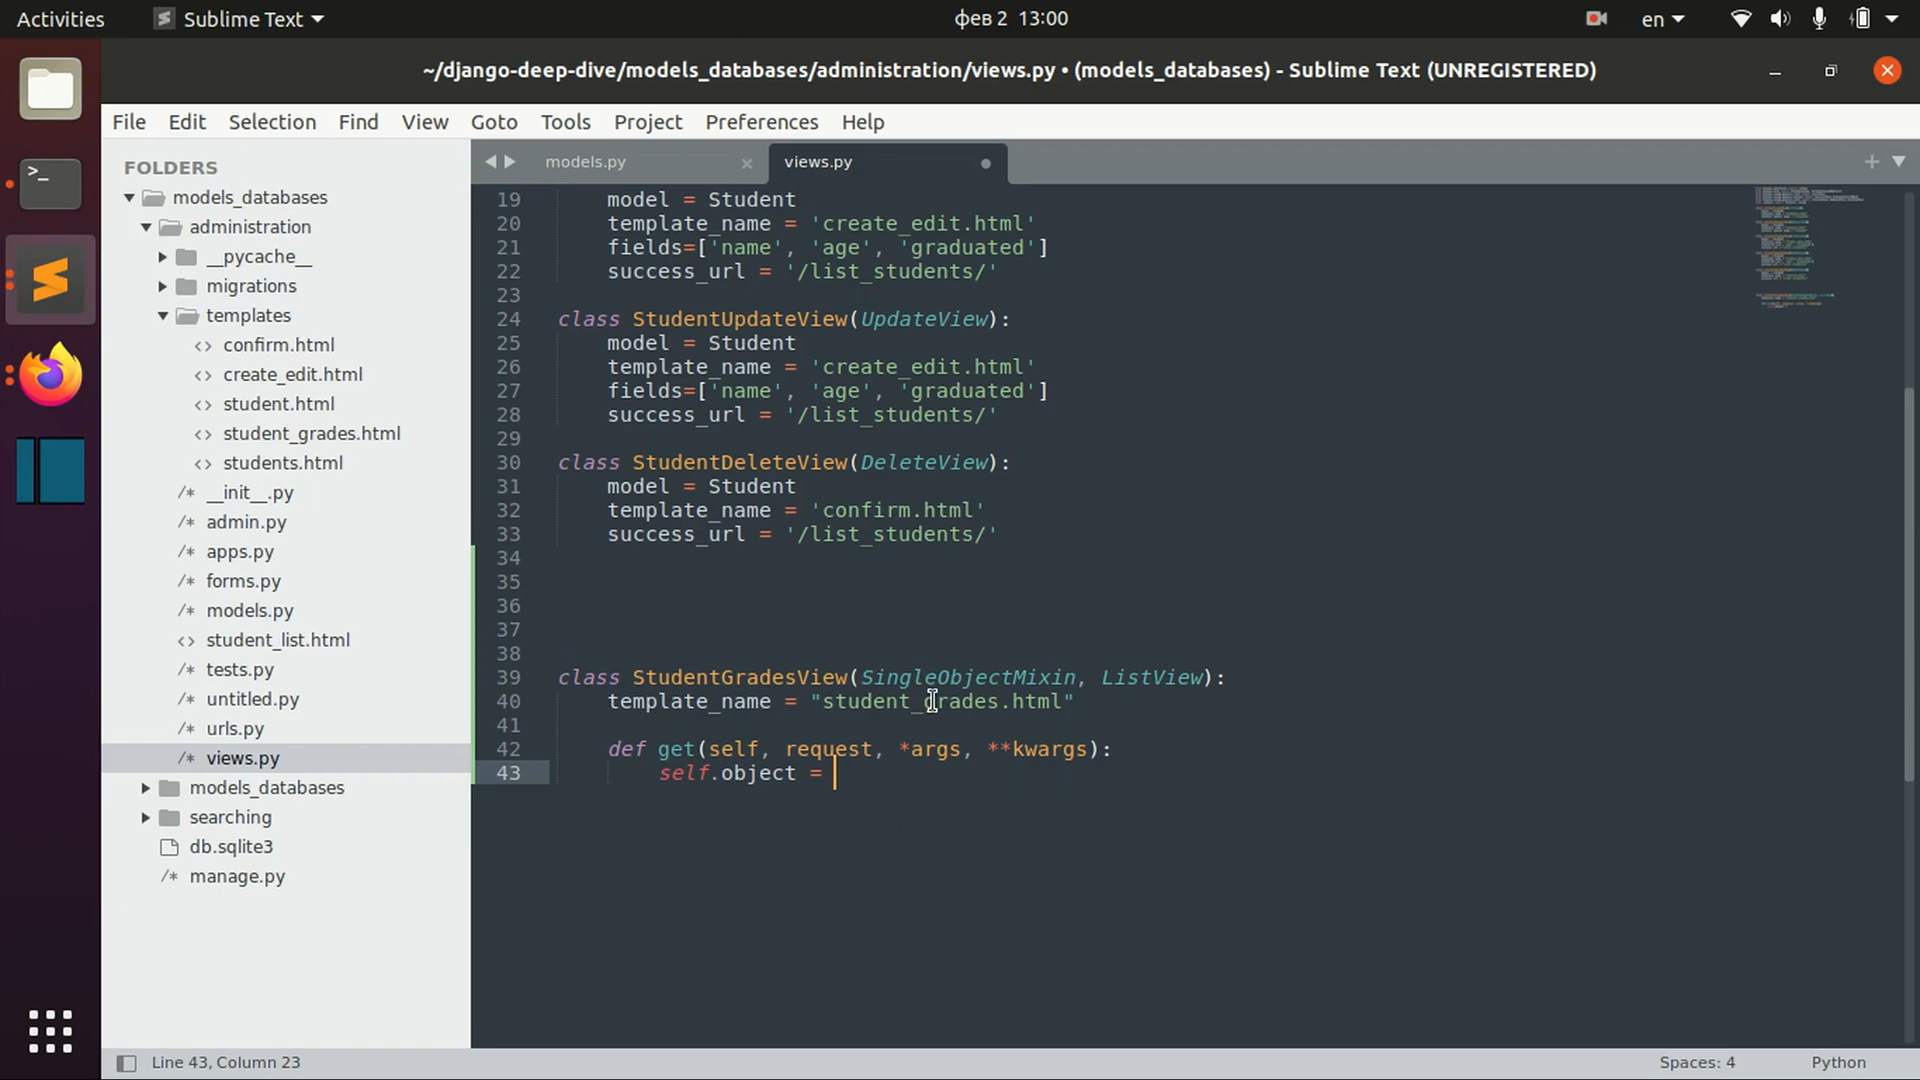 Activities
Sublime Text
фев 2 13:00
en
~/django-deep-dive/models_databases/administration/views.py • (models_databases) - Sublime Text (UNREGISTERED)
File Edit Selection Find View Goto Tools Project Preferences Help
FOLDERS
models_databases
administration
__pycache__
migrations
templates
confirm.html
create_edit.html
student.html
student_grades.html
students.html
__init__.py
admin.py
apps.py
forms.py
models.py
student_list.html
tests.py
untitled.py
urls.py
views.py
models_databases
searching
db.sqlite3
manage.py
models.py
views.py
19 model = Student
20 template_name = 'create_edit.html'
21 fields=['name', 'age', 'graduated']
22 success_url = '/list_students/'
23
24 class StudentUpdateView(UpdateView):
25 model = Student
26 template_name = 'create_edit.html'
27 fields=['name', 'age', 'graduated']
28 success_url = '/list_students/'
29
30 class StudentDeleteView(DeleteView):
31 model = Student
32 template_name = 'confirm.html'
33 success_url = '/list_students/'
34
35
36
37
38
39 class StudentGradesView(SingleObjectMixin, ListView):
40 template_name = "student_grades.html"
41
42 def get(self, request, *args, **kwargs):
43 self.object =
Line 43, Column 23
Spaces: 4
Python